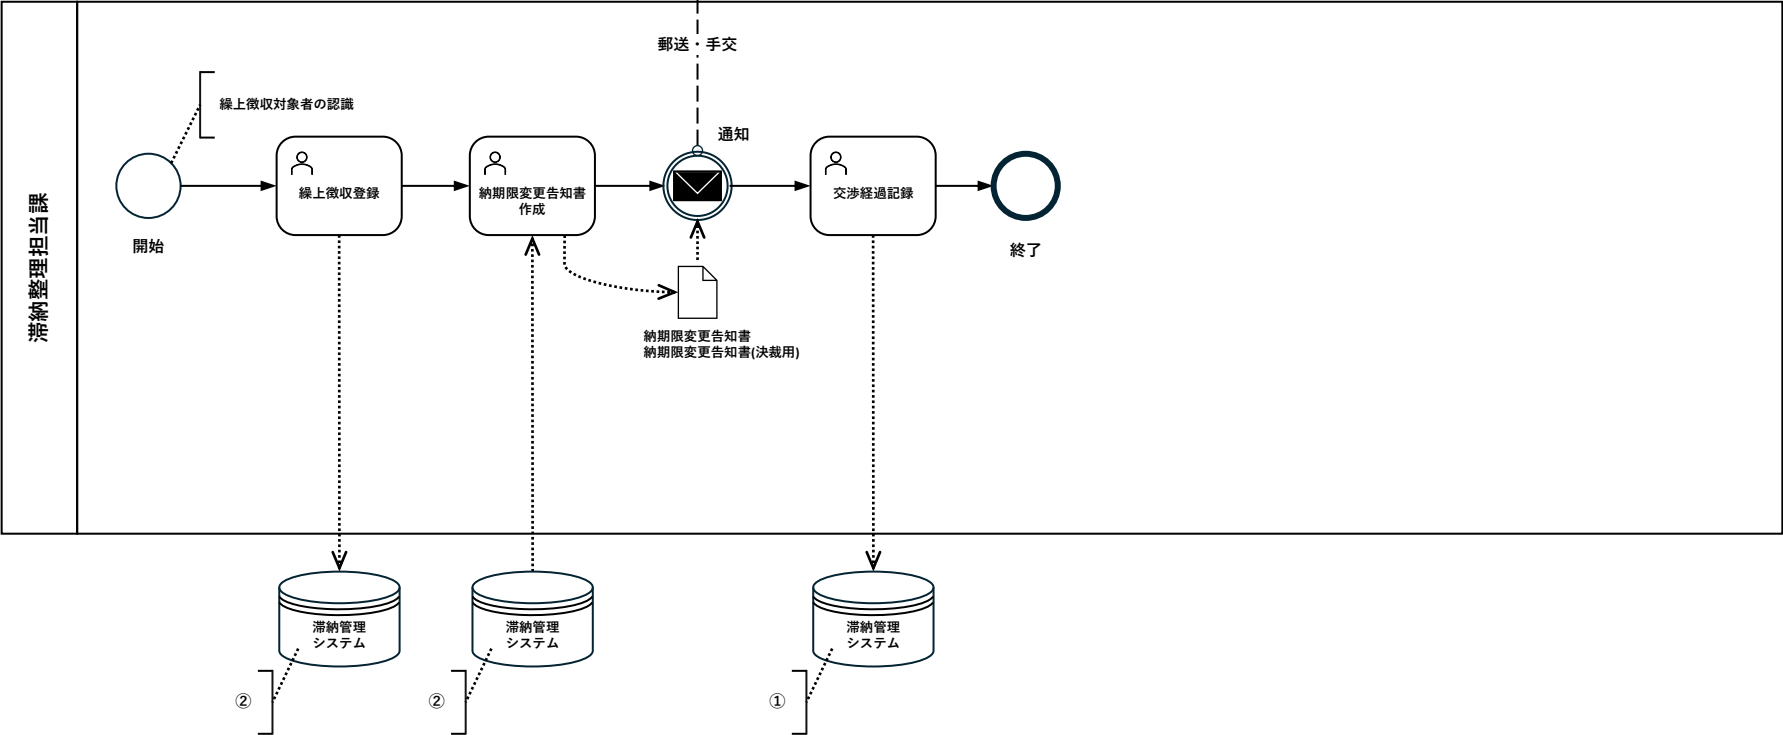 滞納整理担当課
郵送・手交
繰上徴収対象者の認識
通知
繰上徴収登録
納期限変更告知書
作成
交渉経過記録
開始
終了
納期限変更告知書
納期限変更告知書(決裁用)
滞納管理
システム
滞納管理
システム
滞納管理
システム
②
②
①